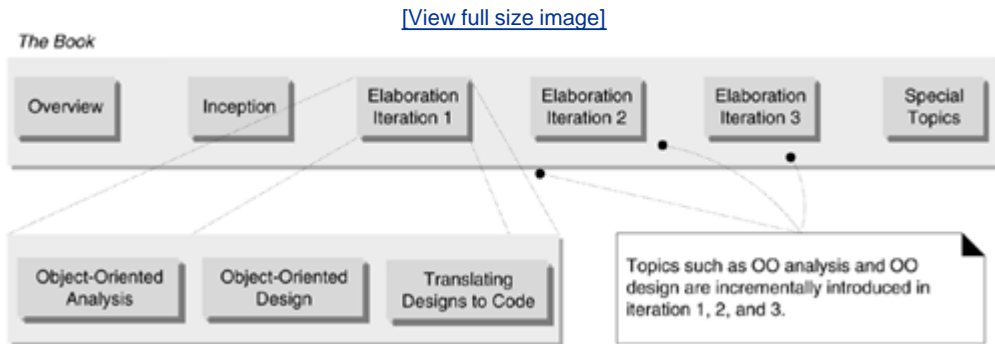 [View full size image]
The Book
Overview
Inception
Elaboration
Iteration 1
Elaboration
Iteration 2
Elaboration
Iteration 3
Special
Topics
Object-Oriented
Analysis
Object-Oriented
Design
Translating
Designs to Code
Topics such as OO analysis and OO
design are incrementally introduced in
iteration 1, 2, and 3.